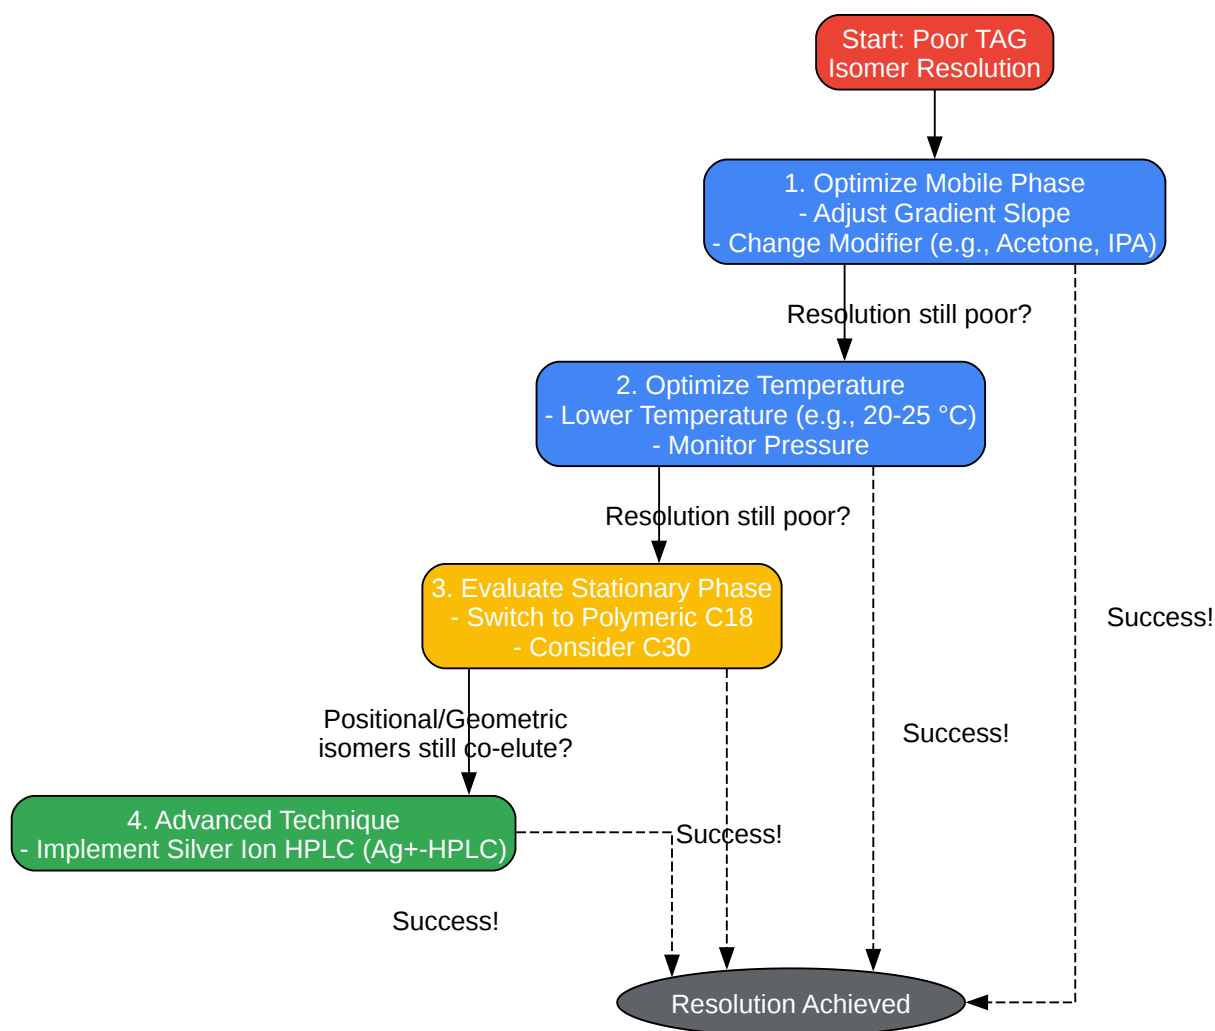 Start: Poor TAG
Isomer Resolution
1. Optimize Mobile Phase
- Adjust Gradient Slope
- Change Modifier (e.g., Acetone, IPA)
Resolution still poor?
2. Optimize Temperature
- Lower Temperature (e.g., 20-25 °C)
- Monitor Pressure
Resolution still poor?
3. Evaluate Stationary Phase
- Switch to Polymeric C18
- Consider C30
Success!
Positional/Geometric
isomers still co-elute?
Success!
4. Advanced Technique
- Implement Silver Ion HPLC (Ag+-HPLC)
Success!
Success!
Resolution Achieved